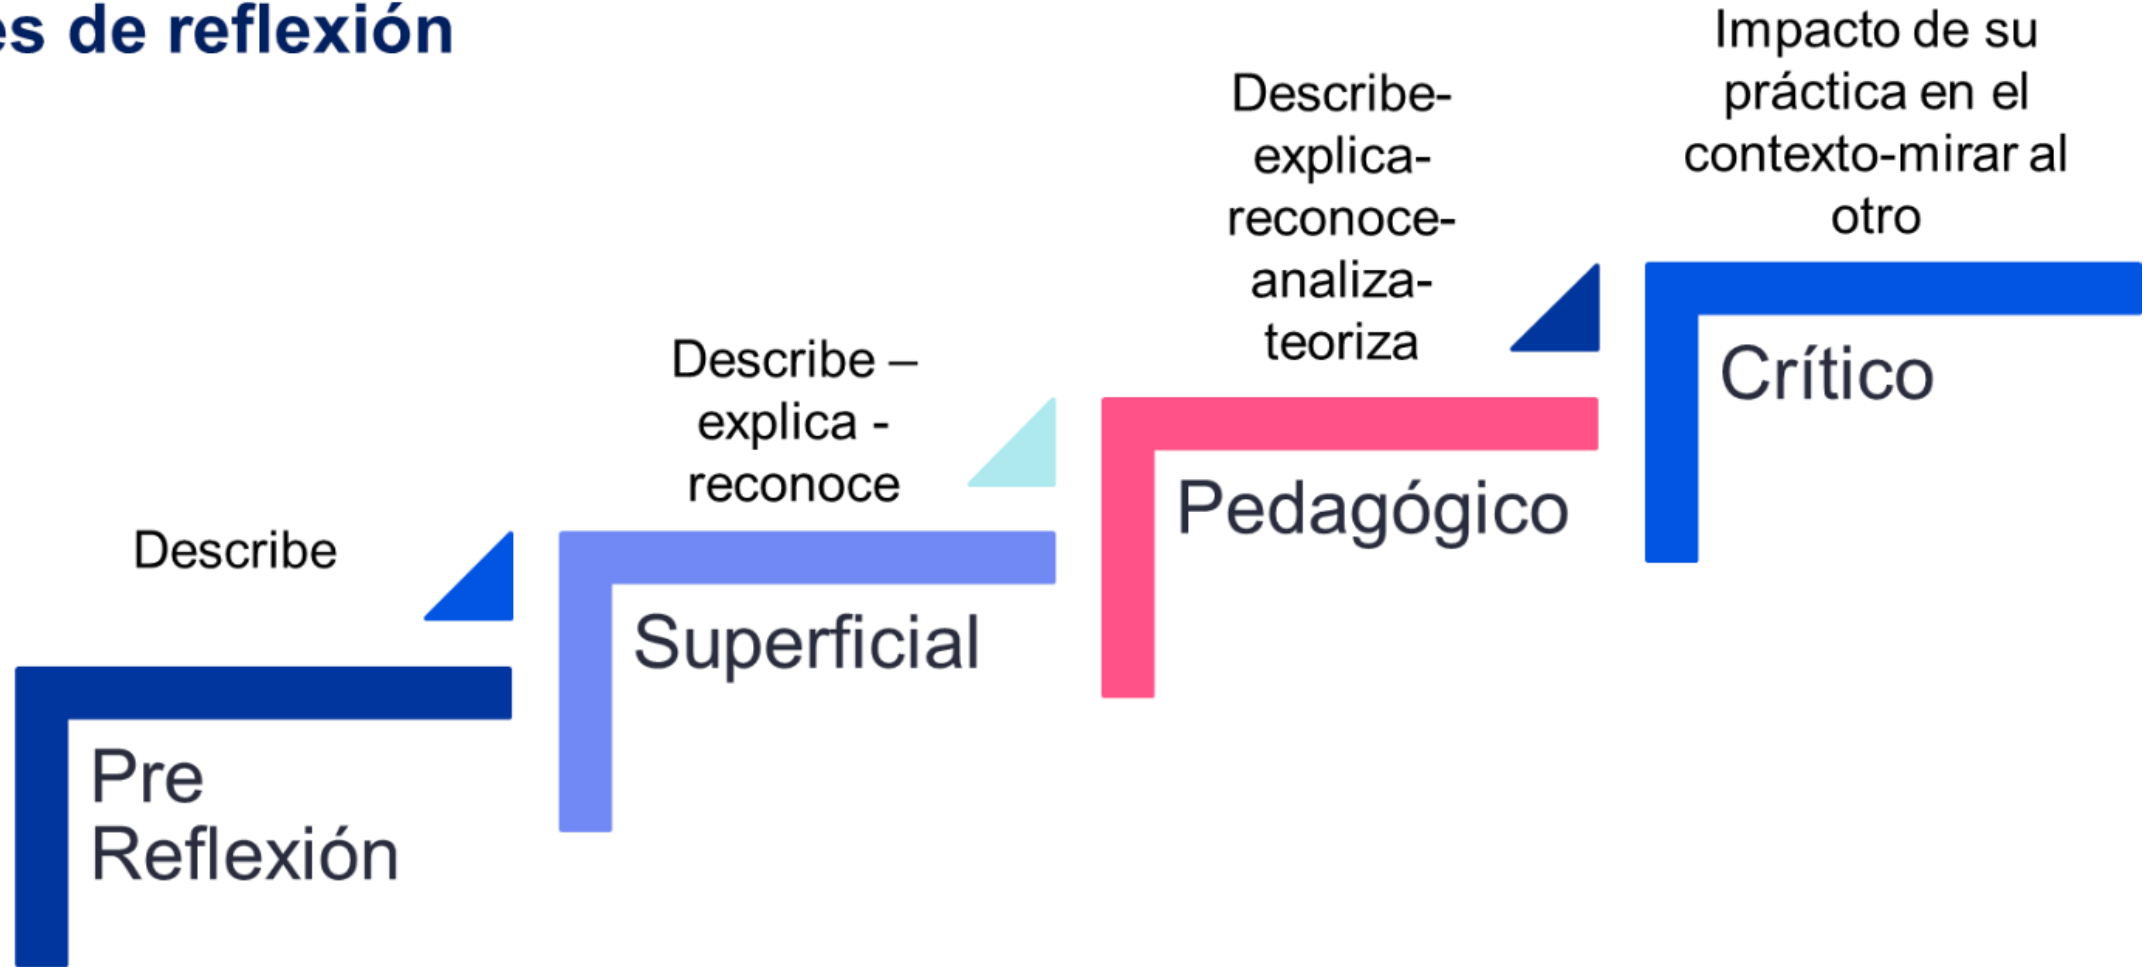 de reflexión
Describe
Pre
Reflexión
Describe –
explica -
reconoce
Superficial
Describe-
explica-
reconoce-
analiza-
teoriza
Pedagógico
Impacto de su
práctica en el
contexto-mirar al
otro
Crítico